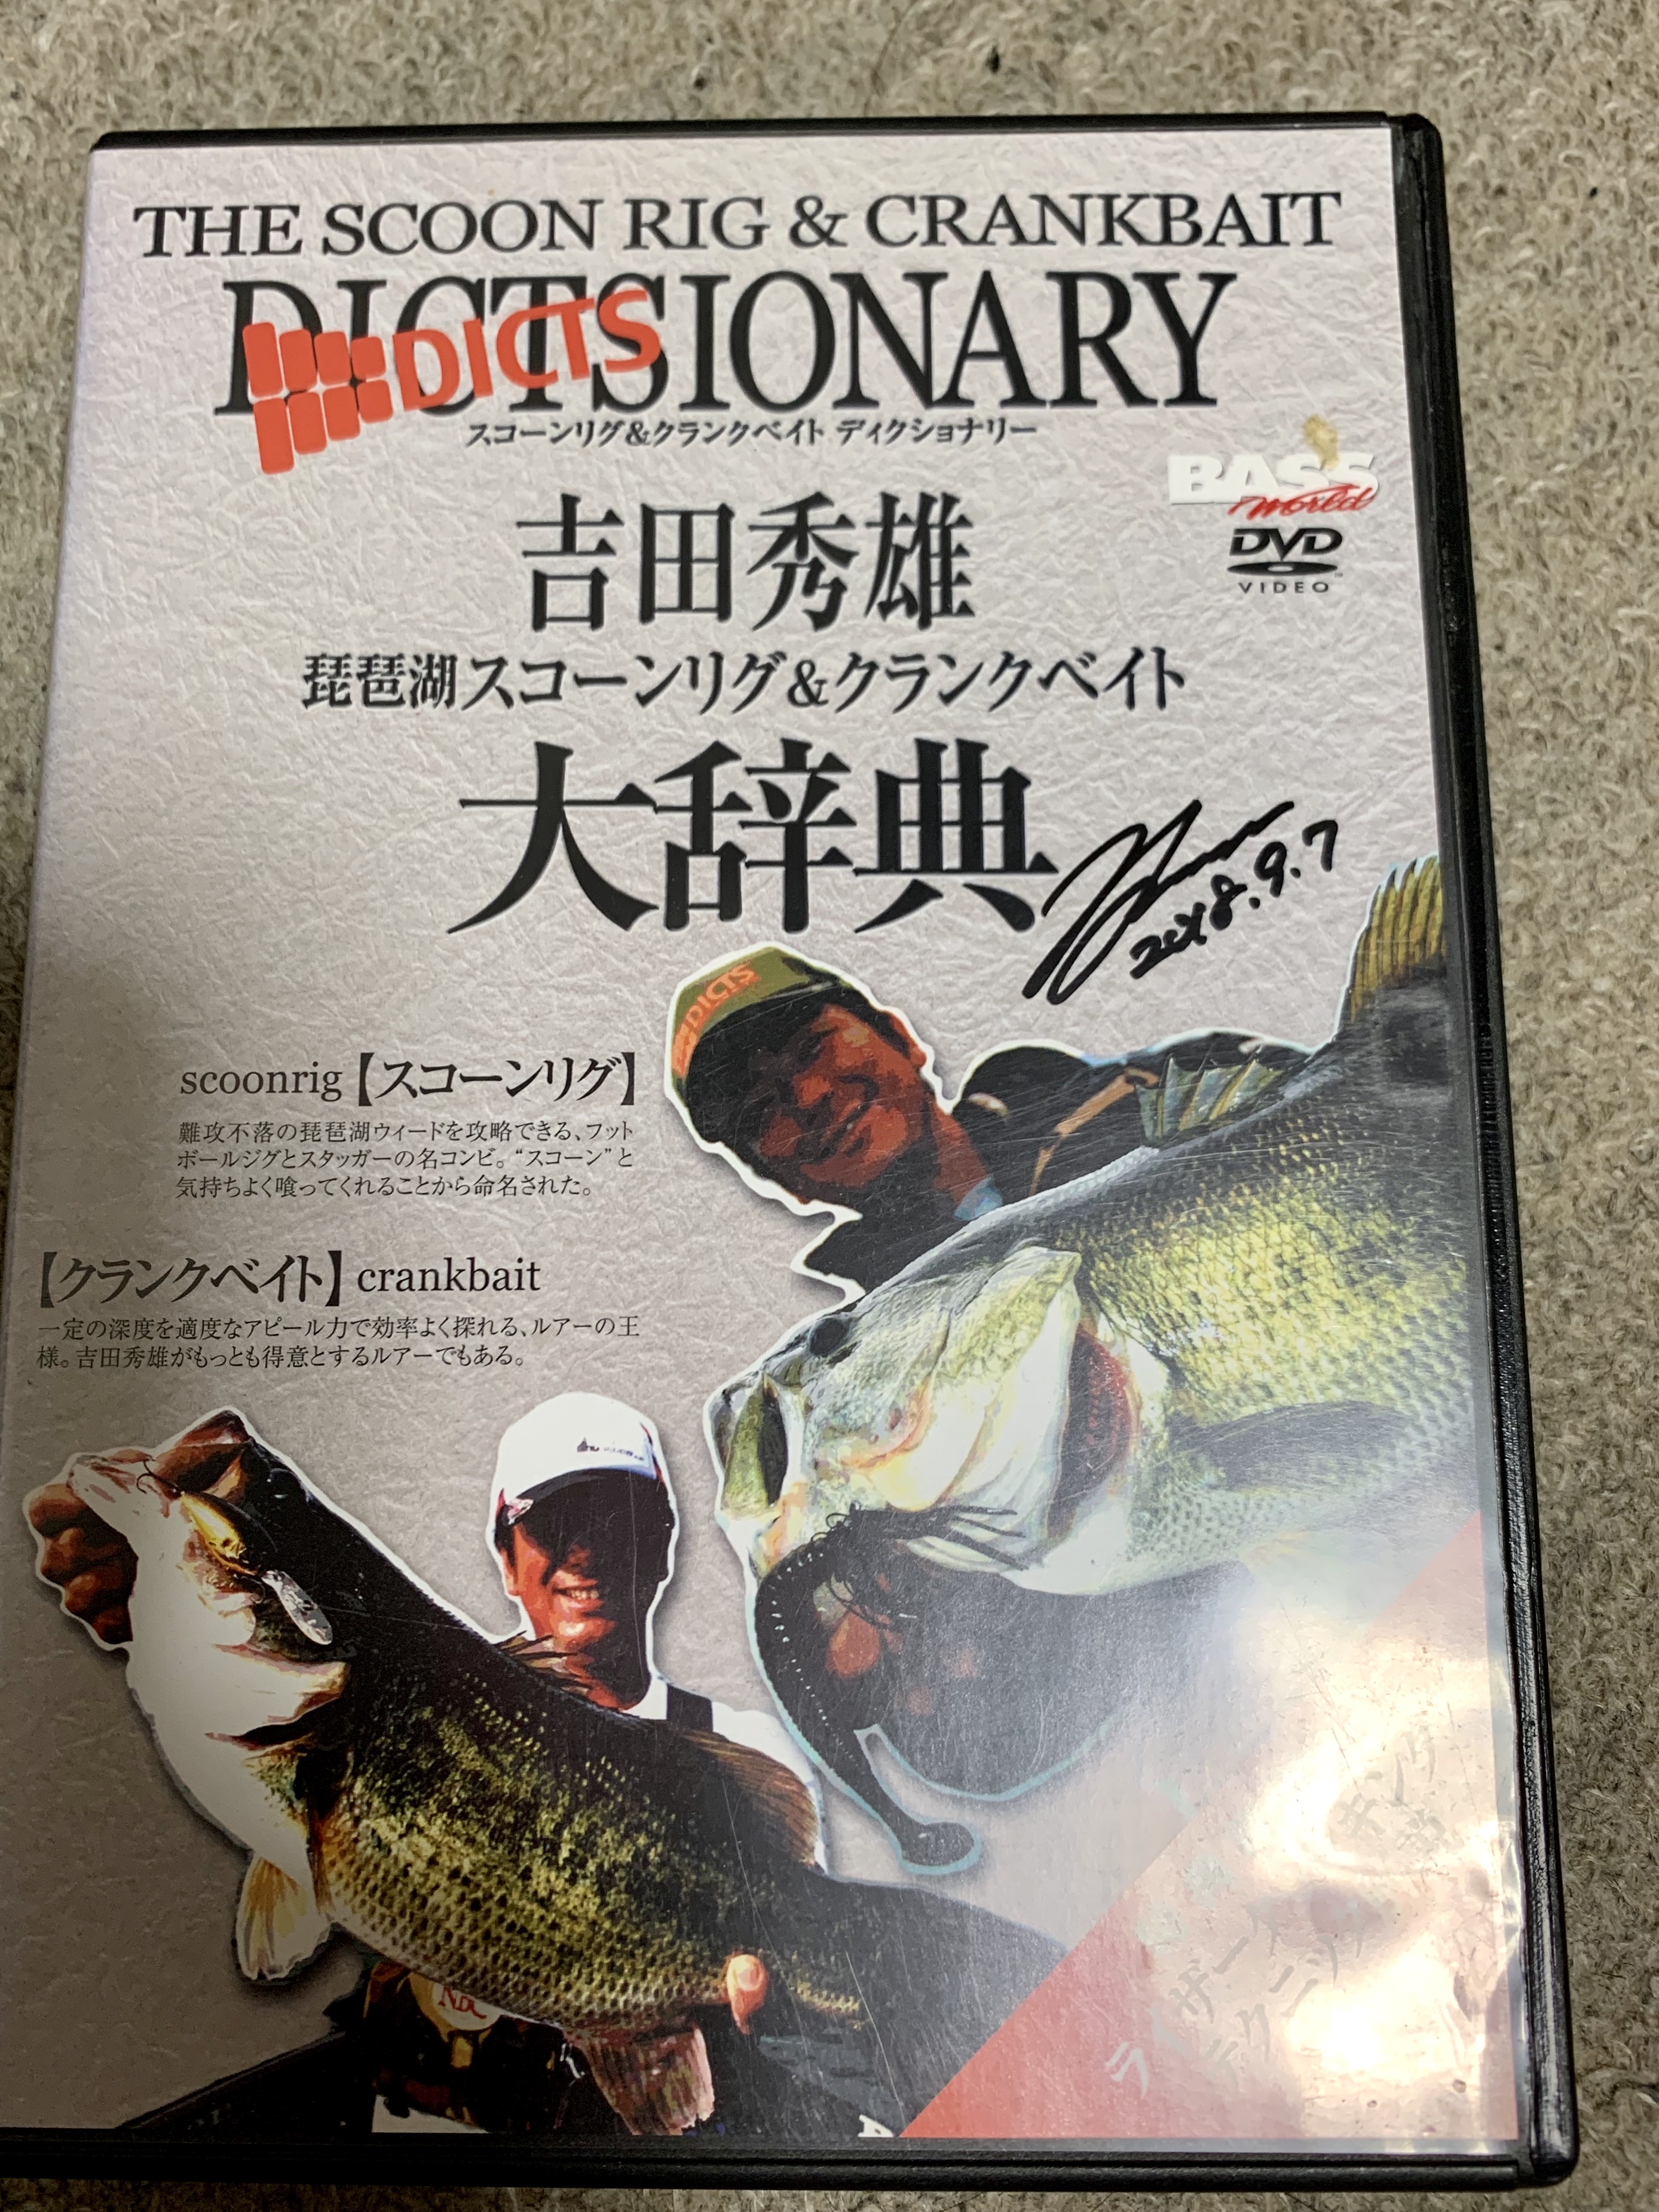 THE SCOON RIG & CRANKBAIT
DICTSIONARY
DICTS
スコーンリグ&クランクベイト ディクショナリー
BASS
World
DVD
VIDEO
吉田秀雄
琵琶湖スコーンリグ&クランクベイト
大辞典
8.9.7
DICTS
scoonrig【スコーンリグ】
難攻不落の琵琶湖ウィードを攻略できる、フット
ボールジグとスタッガーの名コンビ。“スコーン”と
気持ちよく喰ってくれることから命名された。
【クランクベイト】crankbait
一定の深度を適度なアピール力で効率よく探れる、ルアーの王
様。吉田秀雄がもっとも得意とするルアーでもある。